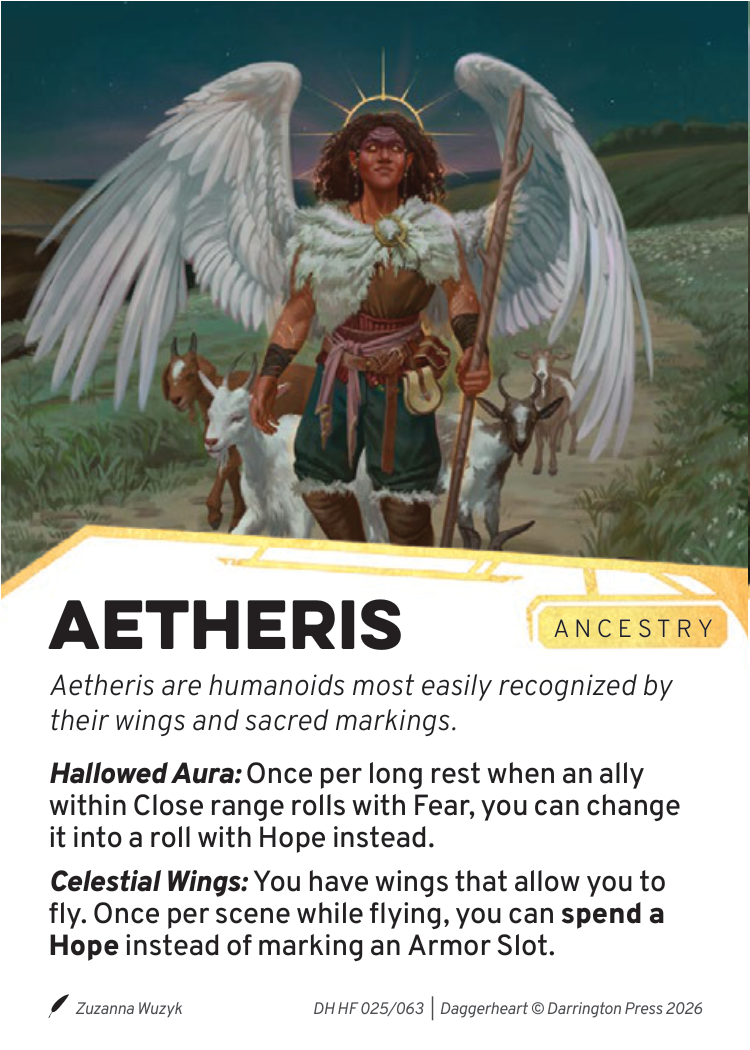 AETHERIS
ANCESTRY
Aetheris are humanoids most easily recognized by
their wings and sacred markings.
Hallowed Aura: Once per long rest when an ally
within Close range rolls with Fear, you can change
it into a roll with Hope instead.
Celestial Wings: You have wings that allow you to
fly. Once per scene while flying, you can spend a
Hope instead of marking an Armor Slot.
Zuzanna Wuzyk
DH HF 025/063 | Daggerheart © Darrington Press 2026